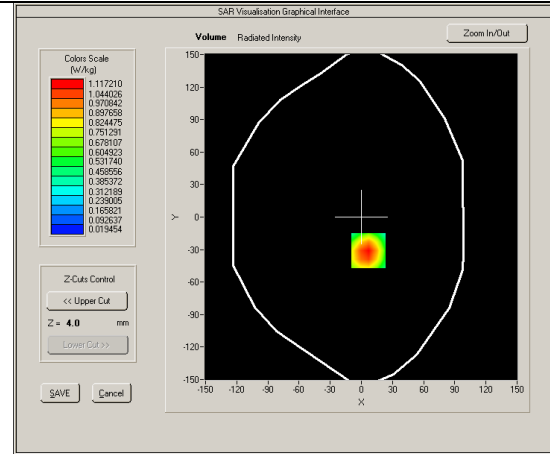 SAR Visualisation Graphical Interface
Volume Radiated Intensity
Zoom In/Out
Colors Scale
(W/kg)
1.117210
1.044026
0.970842
0.897658
0.824475
0.751291
0.678107
0.604923
0.531740
0.458556
0.385372
0.312189
0.239005
0.165821
0.092637
0.019454
Z-Cuts Control
<< Upper Cut
Z = 4.0 mm
Lower Cut >>
SAVE Cancel
150
120
90
60
30
0
-30
-60
-90
-120
-150
Y
-150 -120 -90 -60 -30 0 30 60 90 120 150
X